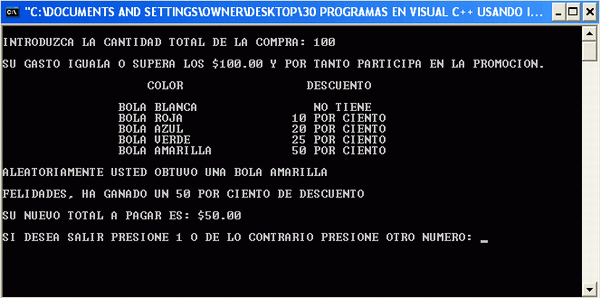 "C:\DOCUMENTS AND SETTINGS\OWNER\DESKTOP\30 PROGRAMAS EN VISUAL C++ USANDO I...
INTRODUZCA LA CANTIDAD TOTAL DE LA COMPRA: 100
SU GASTO IGUALA O SUPERA LOS $100.00 Y POR TANTO PARTICIPA EN LA PROMOCION.
COLOR DESCUENTO
BOLA BLANCA NO TIENE
BOLA ROJA 10 POR CIENTO
BOLA AZUL 20 POR CIENTO
BOLA VERDE 25 POR CIENTO
BOLA AMARILLA 50 POR CIENTO
ALEATORIAMENTE USTED OBTUVO UNA BOLA AMARILLA
FELIDADES, HA GANADO UN 50 POR CIENTO DE DESCUENTO
SU NUEVO TOTAL A PAGAR ES: $50.00
SI DESEA SALIR PRESIONE 1 O DE LO CONTRARIO PRESIONE OTRO NUMERO: _